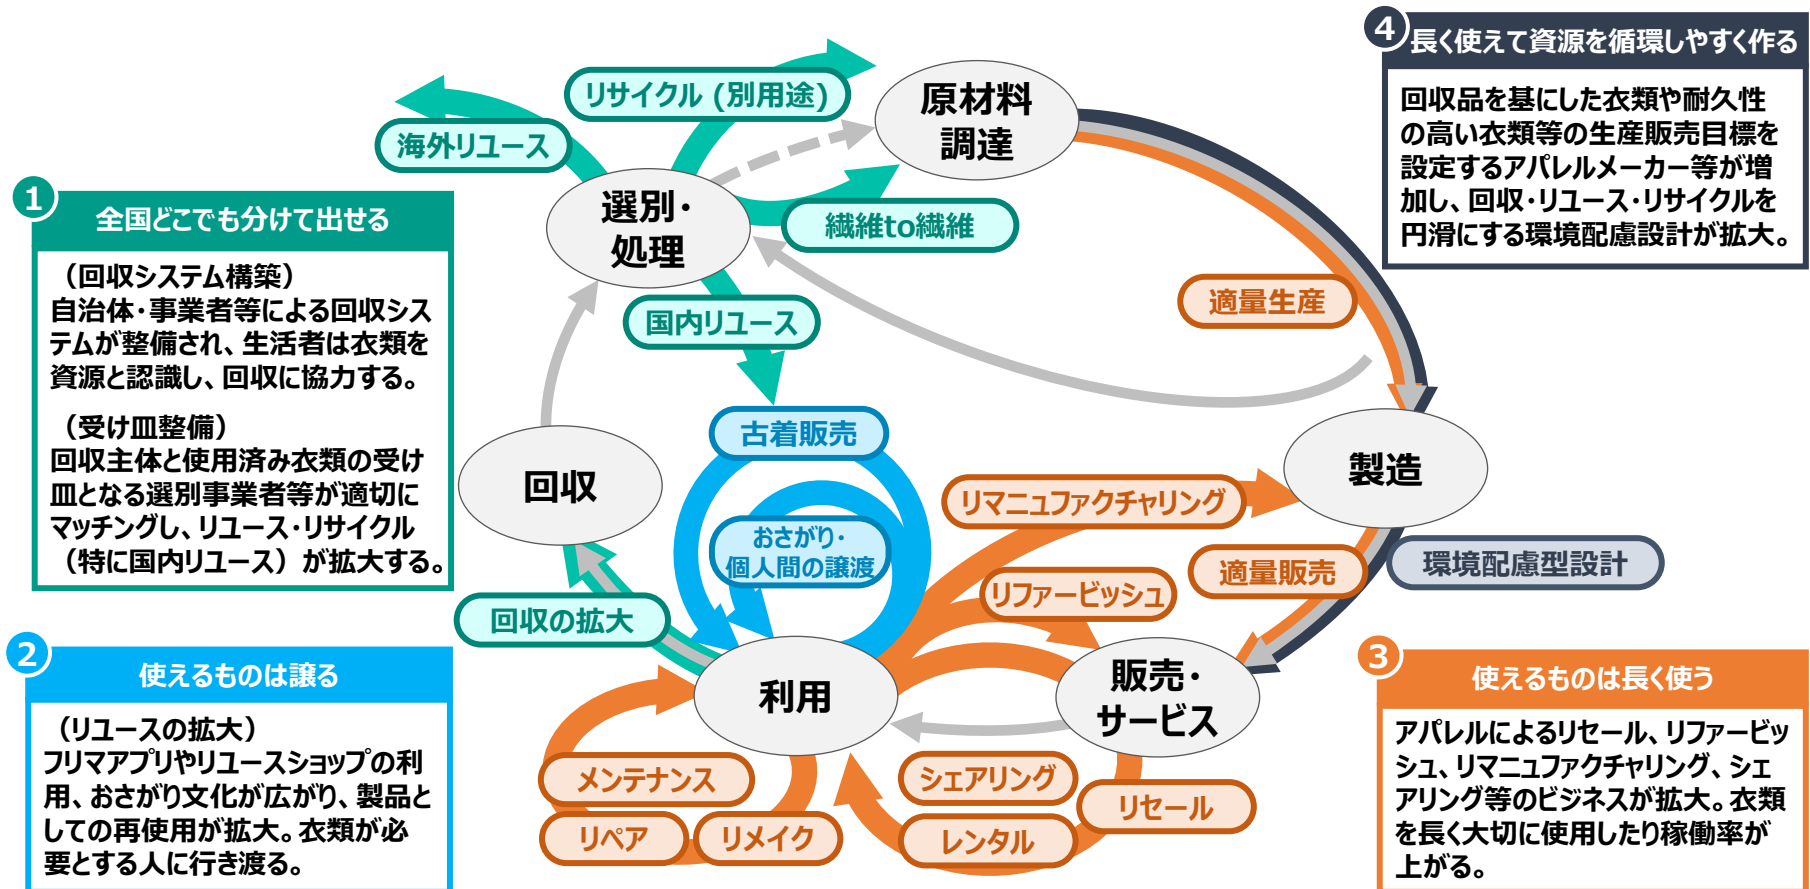 1
全国どこでも分けて出せる
（回収システム構築）
自治体・事業者等による回収シス
テムが整備され、生活者は衣類を
資源と認識し、回収に協力する。
（受け皿整備）
回収主体と使用済み衣類の受け
皿となる選別事業者等が適切に
マッチングし、リユース・リサイクル
（特に国内リユース）が拡大する。
2
使えるものは譲る
（リユースの拡大）
フリマアプリやリユースショップの利
用、おさがり文化が広がり、製品と
しての再使用が拡大。衣類が必
要とする人に行き渡る。
リサイクル (別用途)
海外リユース
選別・
処理
原材料
調達
繊維to繊維
国内リユース
適量生産
古着販売
回収
おさがり・
個人間の譲渡
リマニュファクチャリング
製造
リファービッシュ
適量販売
環境配慮型設計
回収の拡大
利用
販売・
サービス
メンテナンス
リペア
リメイク
シェアリング
レンタル
リセール
4
長く使えて資源を循環しやすく作る
回収品を基にした衣類や耐久性
の高い衣類等の生産販売目標を
設定するアパレルメーカー等が増
加し、回収・リユース・リサイクルを
円滑にする環境配慮設計が拡大。
3
使えるものは長く使う
アパレルによるリセール、リファービッ
シュ、リマニュファクチャリング、シェ
アリング等のビジネスが拡大。衣類
を長く大切に使用したり稼働率が
上がる。